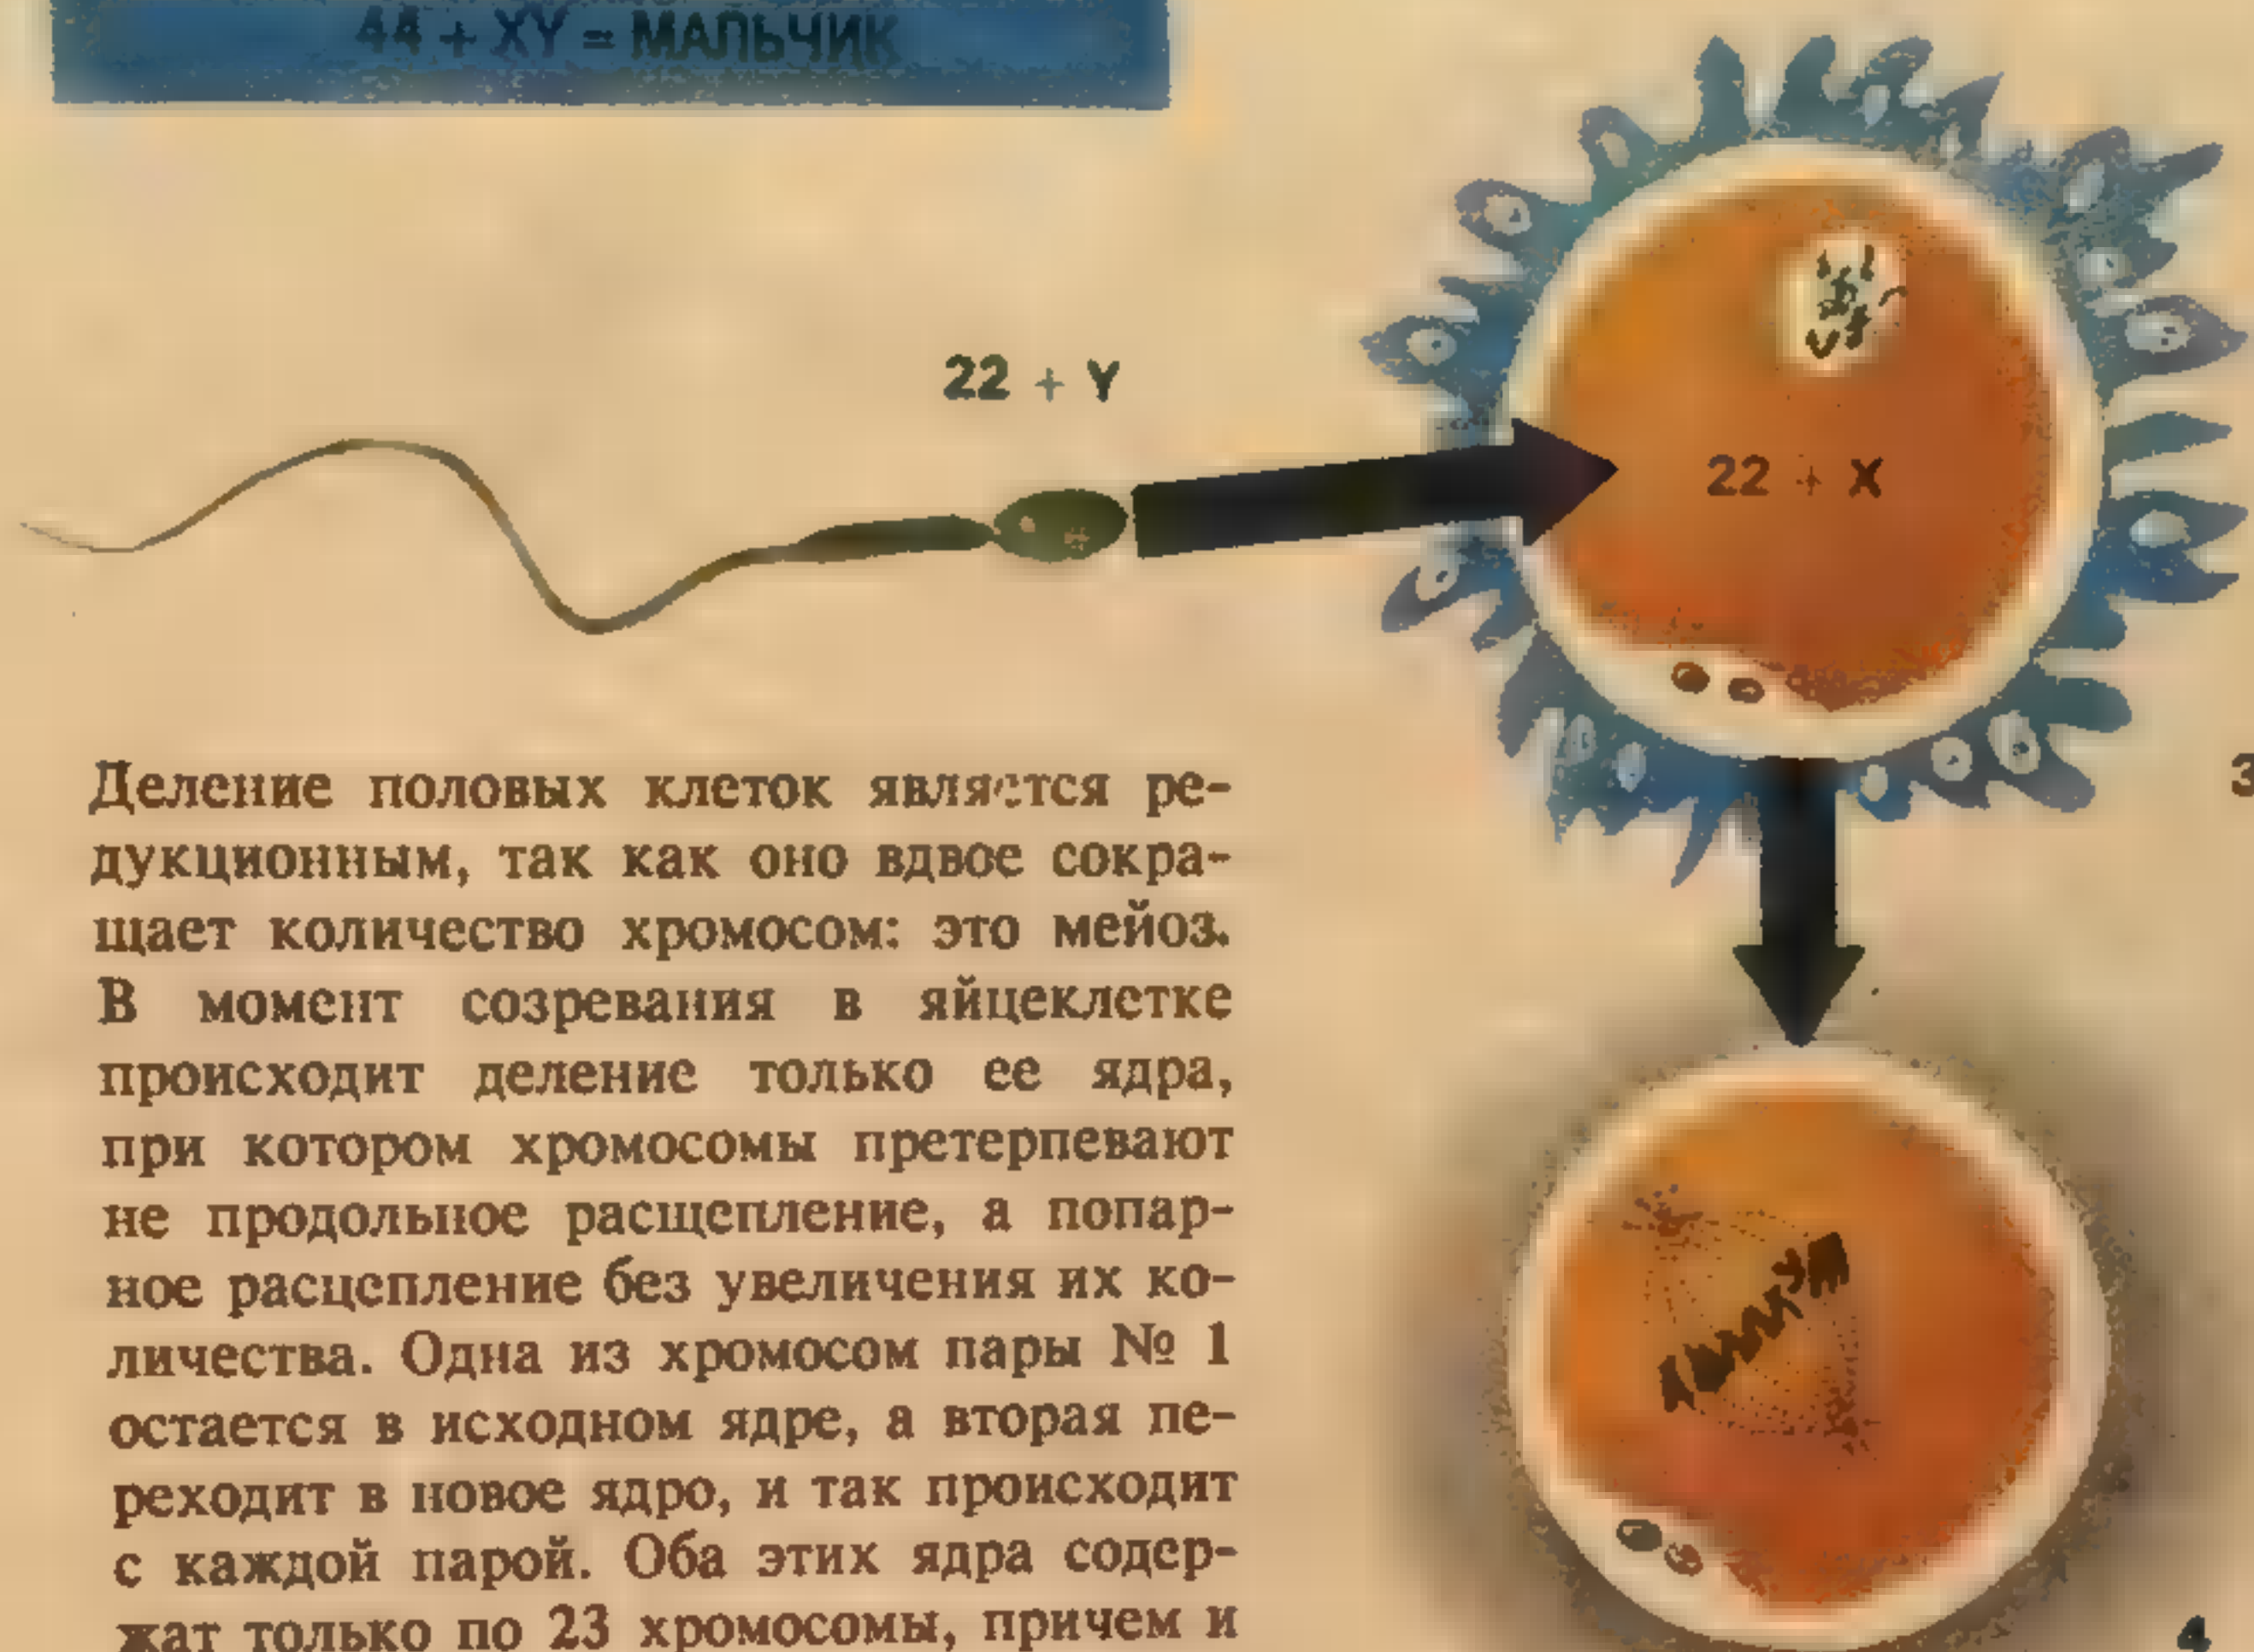 44 + XY = МАЛЬЧИК
22 + Y
22 + X
Деление половых клеток является ре-
дукционным, так как оно вдвое сокра-
щает количество хромосом: это мейоз.
В момент созревания в яйцеклетке
происходит деление только ее ядра,
при котором хромосомы претерпевают
не продольное расщепление, а попар-
ное расщепление без увеличения их ко-
личества. Одна из хромосом пары № 1
остается в исходном ядре, а вторая пе-
реходит в новое ядро, и так происходит
с каждой парой. Оба этих ядра содер-
жат только по 23 хромосомы, причем и
3
4